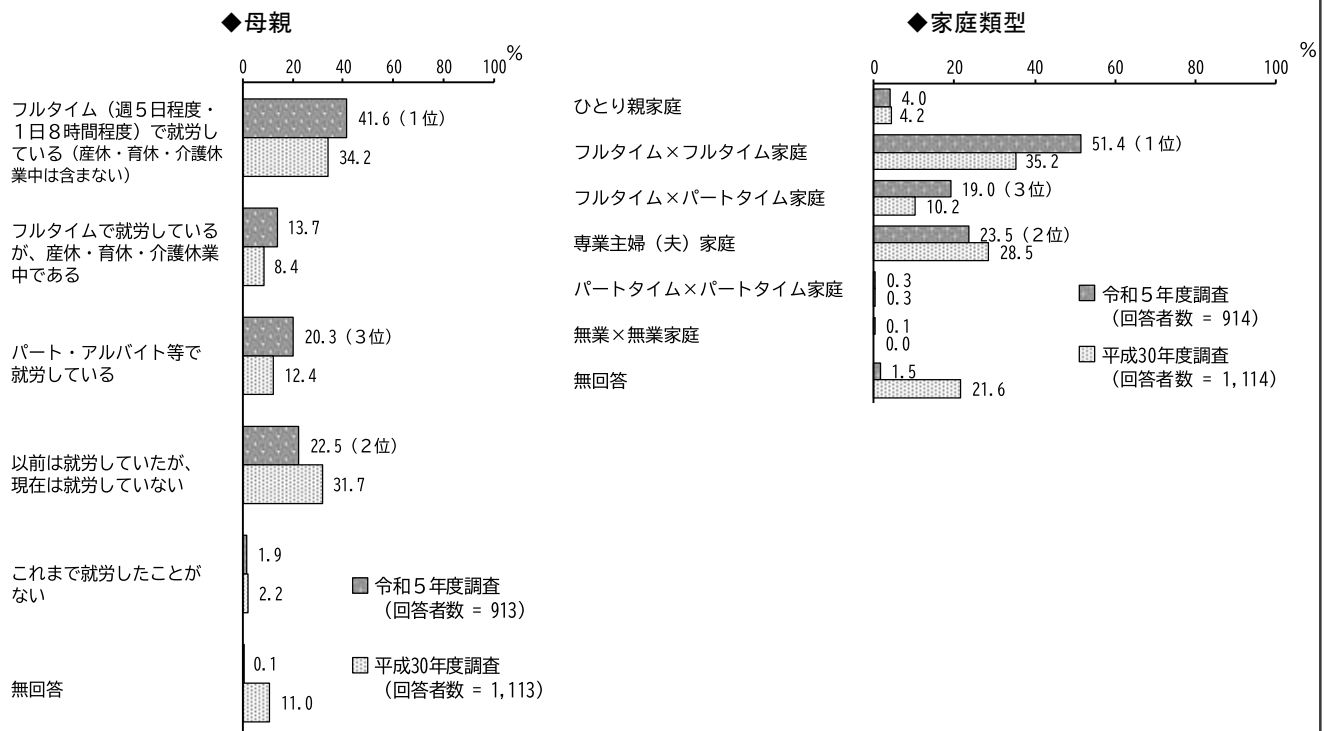 ◆母親
%
0 20 40 60 80 100
フルタイム（週５日程度・
１日８時間程度）で就労し
ている（産休・育休・介護休
業中は含まない）
41.6（１位）
34.2
フルタイムで就労している
が、産休・育休・介護休業
中である
13.7
8.4
パート・アルバイト等で
就労している
20.3（３位）
12.4
以前は就労していたが、
現在は就労していない
22.5（２位）
31.7
これまで就労したことが
ない
1.9
2.2
無回答
0.1
11.0
令和５年度調査
（回答者数 = 913）
平成30年度調査
（回答者数 = 1,113）
◆家庭類型
%
0 20 40 60 80 100
ひとり親家庭
4.0
4.2
フルタイム×フルタイム家庭
51.4（１位）
35.2
フルタイム×パートタイム家庭
19.0（３位）
10.2
専業主婦（夫）家庭
23.5（２位）
28.5
パートタイム×パートタイム家庭
0.3
0.3
無業×無業家庭
0.1
0.0
無回答
1.5
21.6
令和５年度調査
（回答者数 = 914）
平成30年度調査
（回答者数 = 1,114）